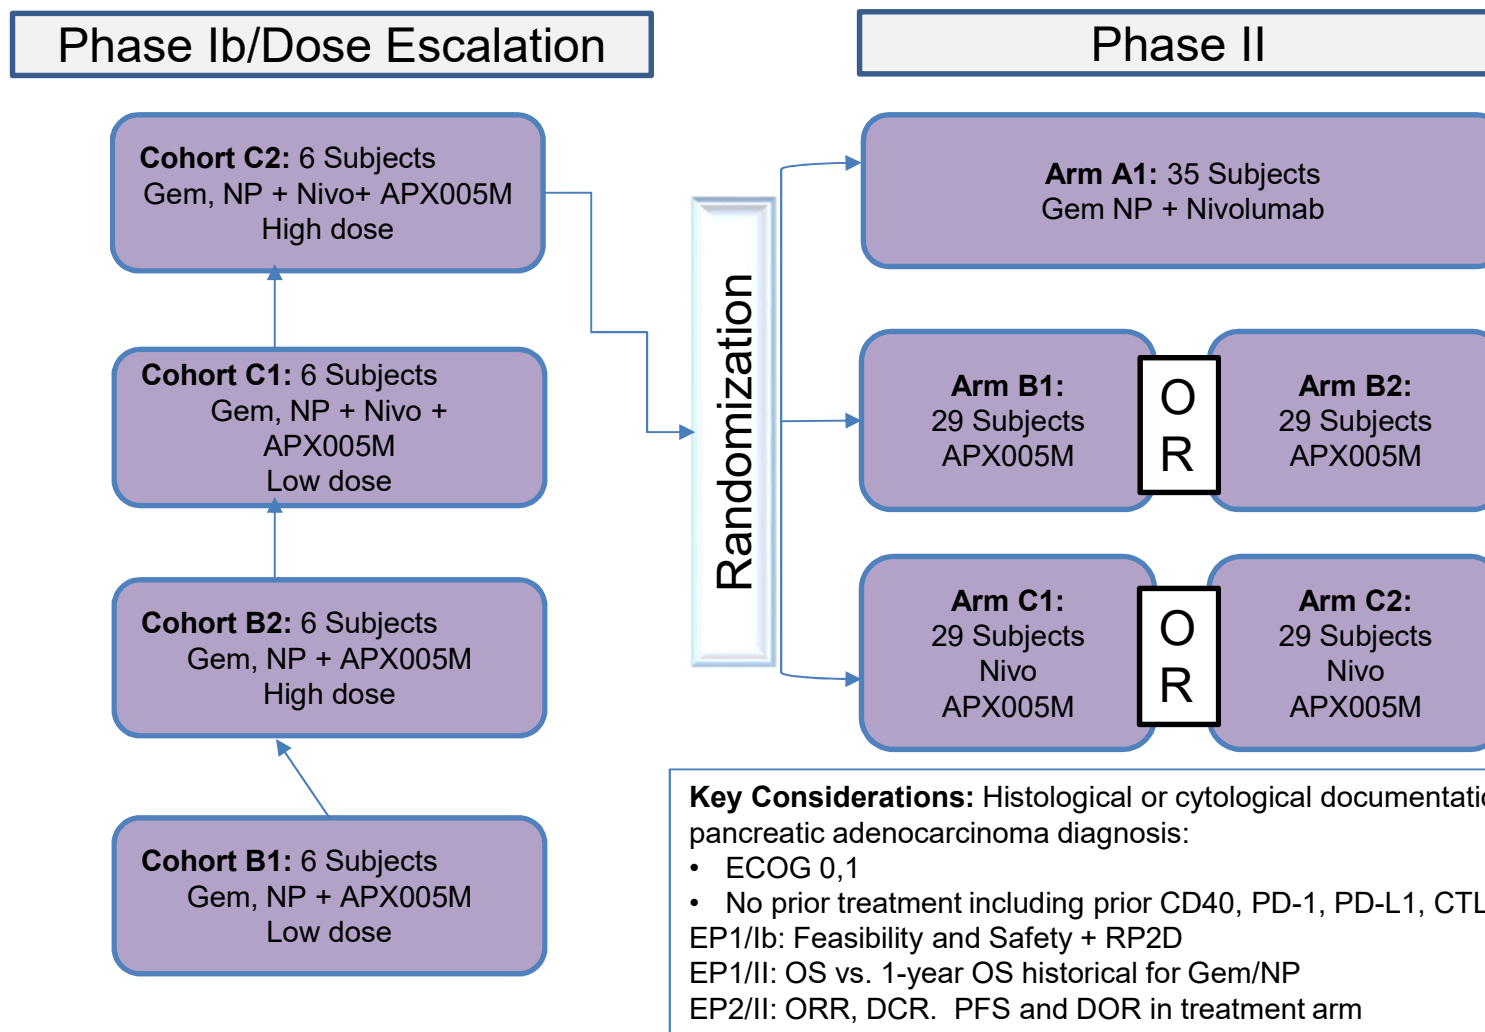 Phase Ib/Dose Escalation
Phase II
Cohort C2: 6 Subjects
Gem, NP + Nivo+ APX005M
High dose
Cohort C1: 6 Subjects
Gem, NP + Nivo +
APX005M
Low dose
Cohort B2: 6 Subjects
Gem, NP + APX005M
High dose
Cohort B1: 6 Subjects
Gem, NP + APX005M
Low dose
Randomization
Arm A1: 35 Subjects
Gem NP + Nivolumab
Arm B1:
29 Subjects
APX005M
O
R
Arm B2:
29 Subjects
APX005M
Arm C1:
29 Subjects
Nivo
APX005M
O
R
Arm C2:
29 Subjects
Nivo
APX005M
Key Considerations: Histological or cytological documentatio
pancreatic adenocarcinoma diagnosis:
• ECOG 0,1
• No prior treatment including prior CD40, PD-1, PD-L1, CTL
EP1/Ib: Feasibility and Safety + RP2D
EP1/II: OS vs. 1-year OS historical for Gem/NP
EP2/II: ORR, DCR. PFS and DOR in treatment arm